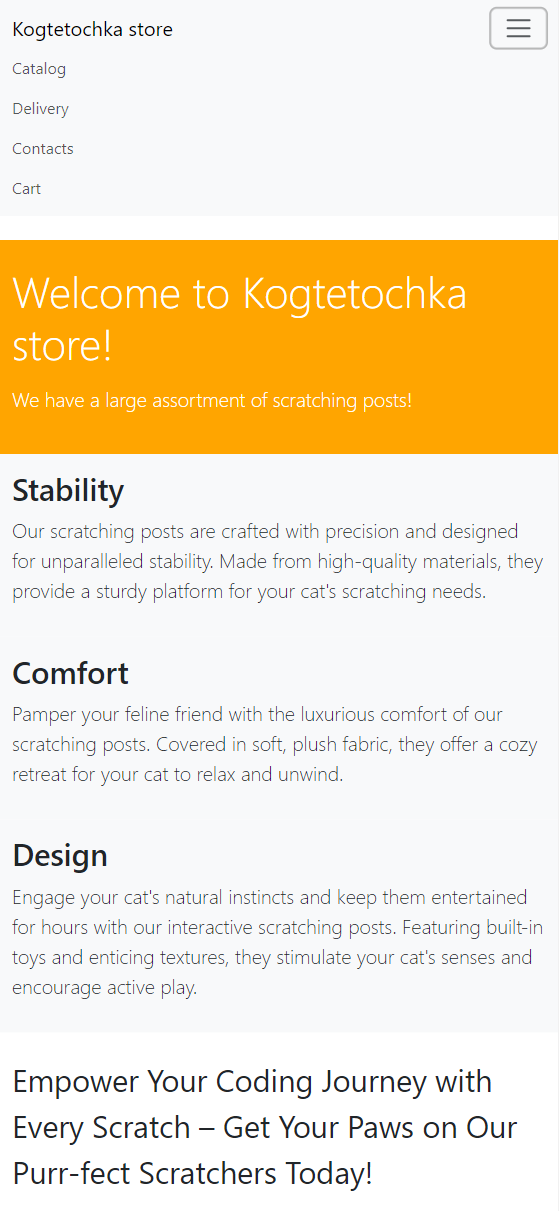 Kogtetochka store
Catalog
Delivery
Contacts
Cart
Welcome to Kogtetochka
store!
We have a large assortment of scratching posts!
Stability
Our scratching posts are crafted with precision and designed
for unparalleled stability. Made from high-quality materials, they
provide a sturdy platform for your cat's scratching needs.
Comfort
Pamper your feline friend with the luxurious comfort of our
scratching posts. Covered in soft, plush fabric, they offer a cozy
retreat for your cat to relax and unwind.
Design
Engage your cat's natural instincts and keep them entertained
for hours with our interactive scratching posts. Featuring built-in
toys and enticing textures, they stimulate your cat's senses and
encourage active play.
Empower Your Coding Journey with
Every Scratch – Get Your Paws on Our
Purr-fect Scratchers Today!